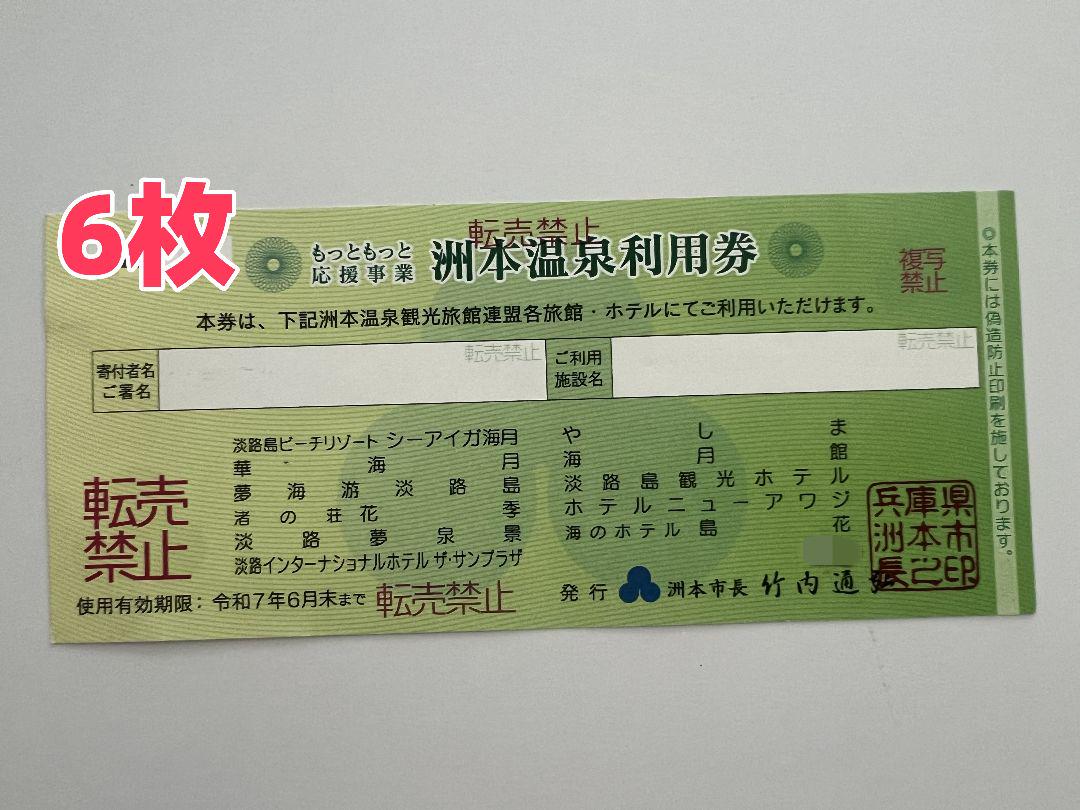 6枚
転売禁止
もっともっと
応援事業
洲本温泉利用券
複写
禁止
本券は、下記洲本温泉観光旅館連盟各旅館・ホテルにてご利用いただけます。
寄付者名
ご署名
転売禁止
ご利用
施設名
転売禁止
淡路島ビーチリゾート シーアイガ海月
華海月
夢海游淡路島
渚の荘花季
淡路夢泉景
淡路インターナショナルホテル ザ・サンプラザ
やしま
海月館
淡路島観光ホテル
ホテルニューアワジ
海のホテル 島花
転売
禁止
使用有効期限：令和7年6月末まで
転売禁止
発行 洲本市長 竹内通弘
兵庫県
洲本市
長之印
◎本券には偽造防止印刷を施しております。